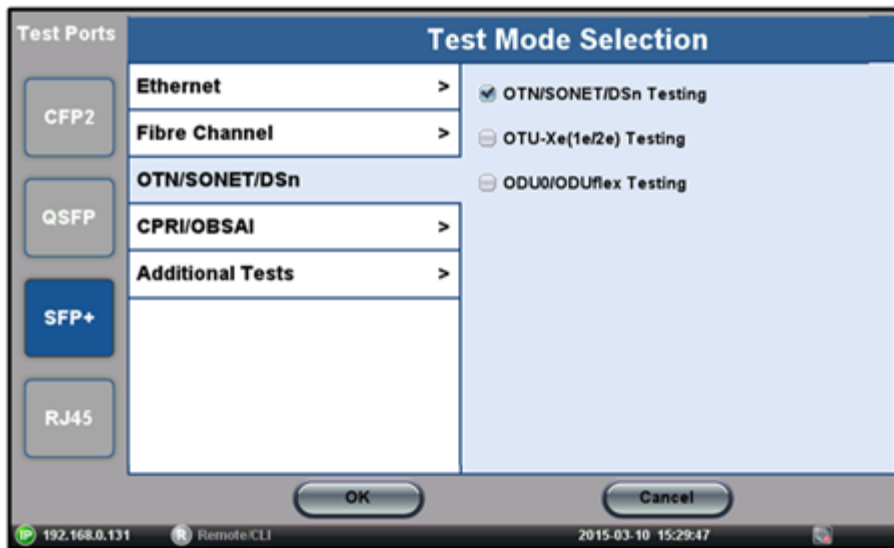 Test Ports
Test Mode Selection
CFP2
QSFP
SFP+
RJ45
Ethernet >
Fibre Channel >
OTN/SONET/DSn
CPRI/OBSAI >
Additional Tests >
OTN/SONET/DSn Testing
OTU-Xe(1e/2e) Testing
ODU0/ODUflex Testing
OK
Cancel
IP 192.168.0.131
R Remote/CLI
2015-03-10 15:29:47